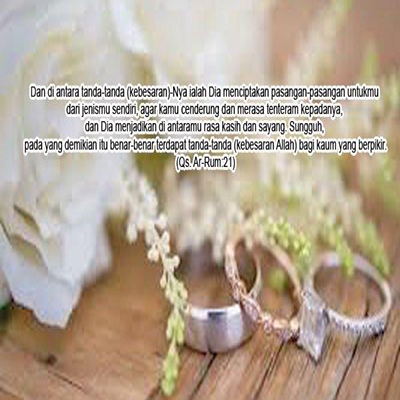 Dan di antara tanda-tanda (kebesaran)-Nya ialah Dia menciptakan pasangan-pasangan untukmu
dari jenismu sendiri, agar kamu cenderung dan merasa tenteram kepadanya,
dan Dia menjadikan di antaramu rasa kasih dan sayang. Sungguh,
pada yang demikian itu benar-benar terdapat tanda-tanda (kebesaran Allah) bagi kaum yang berpikir.
(Qs. Ar-Rum:21)